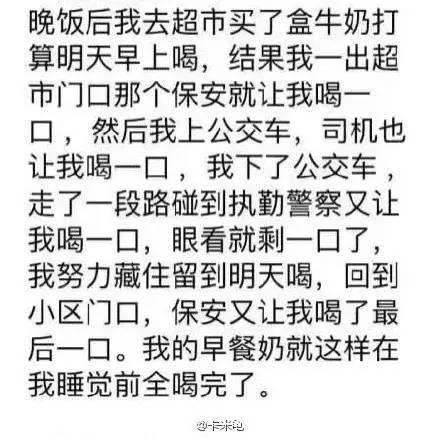 晚饭后我去超市买了盒牛奶打
算明天早上喝，结果我一出超
市门口那个保安就让我喝一
口 ，然后我上公交车，司机也
让我喝一口 ，我下了公交车 ，
走了一段路碰到执勤警察又让
我喝一口，眼看就剩一口了，
我努力藏住留到明天喝，回到
小区门口，保安又让我喝了最
后一口。我的早餐奶就这样在
我睡觉前全喝完了。
@卡米龟